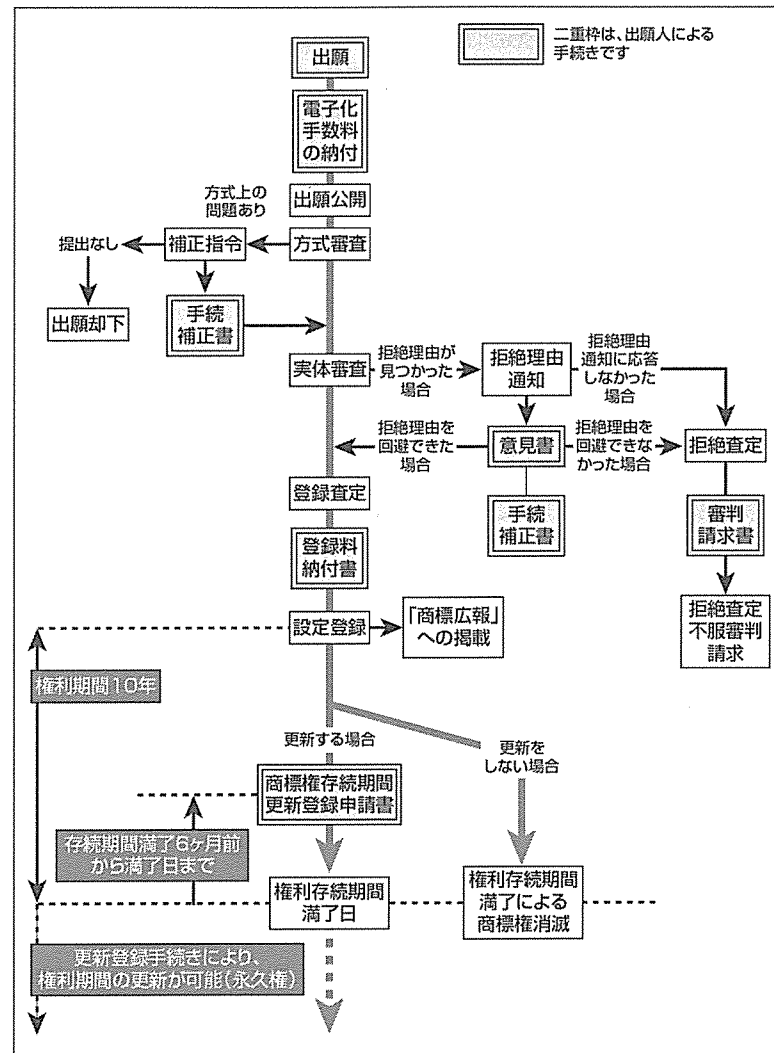 二重枠は、出願人による
手続きです
出願
電子化
手数料
の納付
出願公開
方式上の
問題あり
提出なし
補正指令
方式審査
出願却下
手続
補正書
実体審査
拒絶理由が
見つかった
場合
拒絶理由
通知
拒絶理由
通知に応答
しなかった
場合
拒絶理由を
回避できた
場合
意見書
拒絶理由を
回避できな
かった場合
拒絶査定
登録査定
手続
補正書
審判
請求書
登録料
納付書
設定登録
「商標広報」
への掲載
拒絶査定
不服審判
請求
権利期間10年
更新する場合
更新を
しない場合
商標権存続期間
更新登録申請書
存続期間満了6ヶ月前
から満了日まで
権利存続期間
満了日
権利存続期間
満了による
商標権消滅
更新登録手続きにより、
権利期間の更新が可能(永久権)